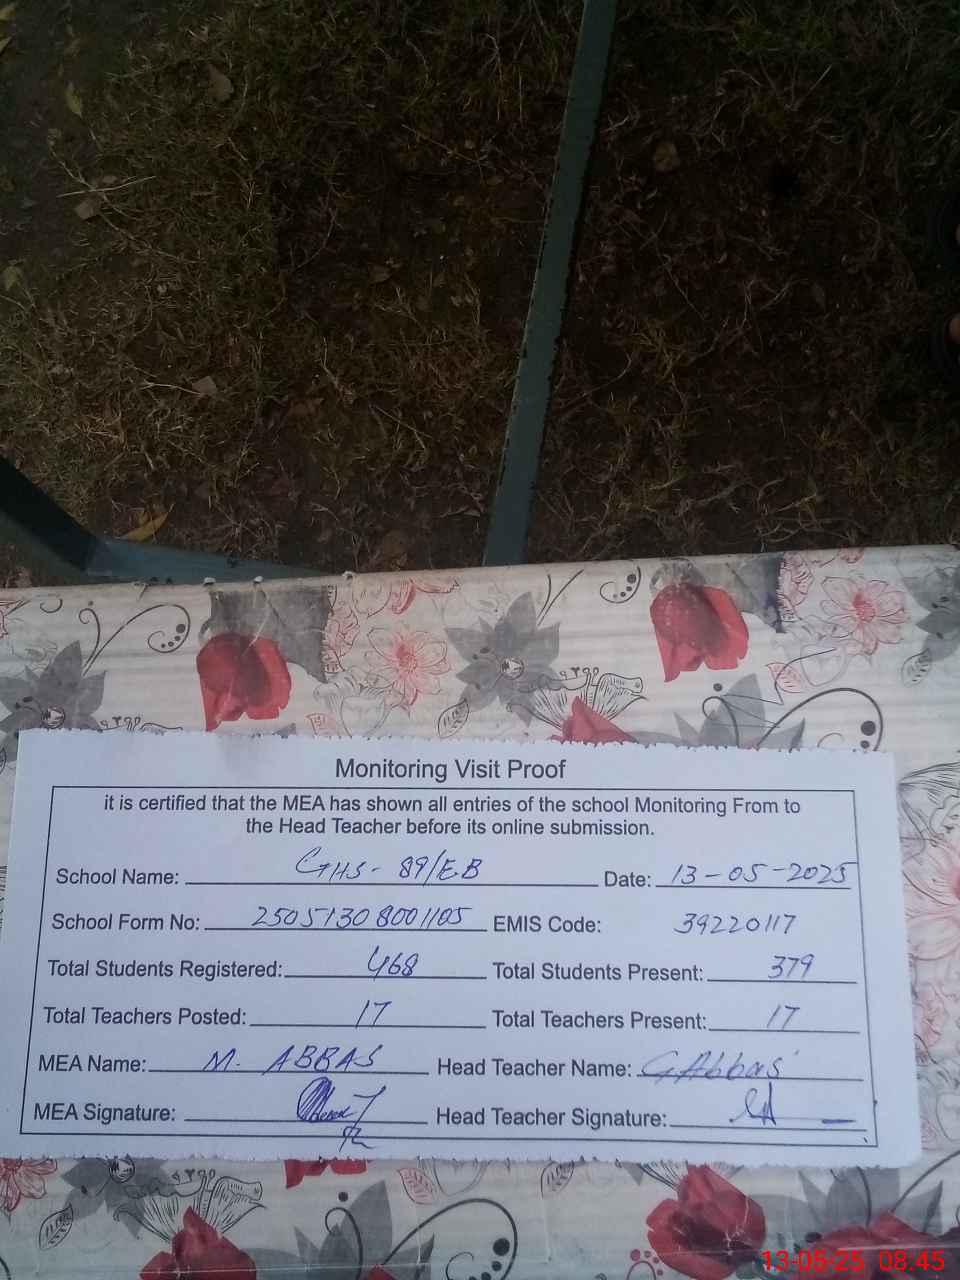 Monitoring Visit Proof
it is certified that the MEA has shown all entries of the school Monitoring From to
the Head Teacher before its online submission.
School Name: GHS - 89/EB Date: 13-05-2025
School Form No: 25051308001105 EMIS Code: 39220117
Total Students Registered: 468 Total Students Present: 379
Total Teachers Posted: 17 Total Teachers Present: 17
MEA Name: M. ABBAS Head Teacher Name: G Abbas
MEA Signature: Head Teacher Signature:
13-05-25 08:45